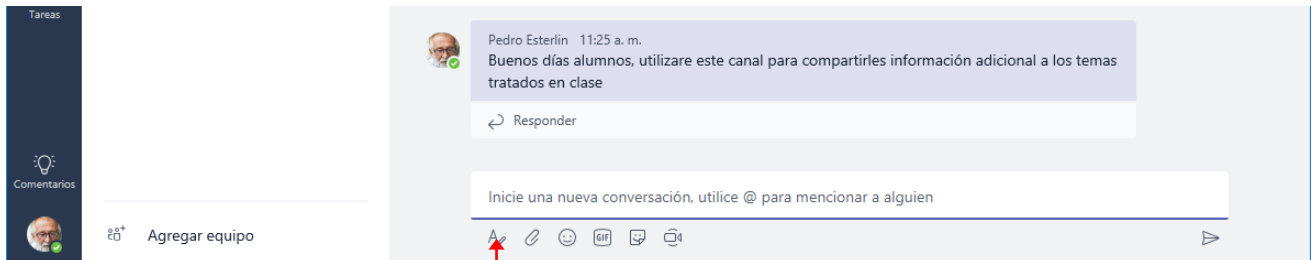 Tareas
Pedro Esterlin 11:25 a. m.
Buenos días alumnos, utilizare este canal para compartirles información adicional a los temas
tratados en clase
Responder
Comentarios
Inicie una nueva conversación, utilice @ para mencionar a alguien
Agregar equipo
GIF